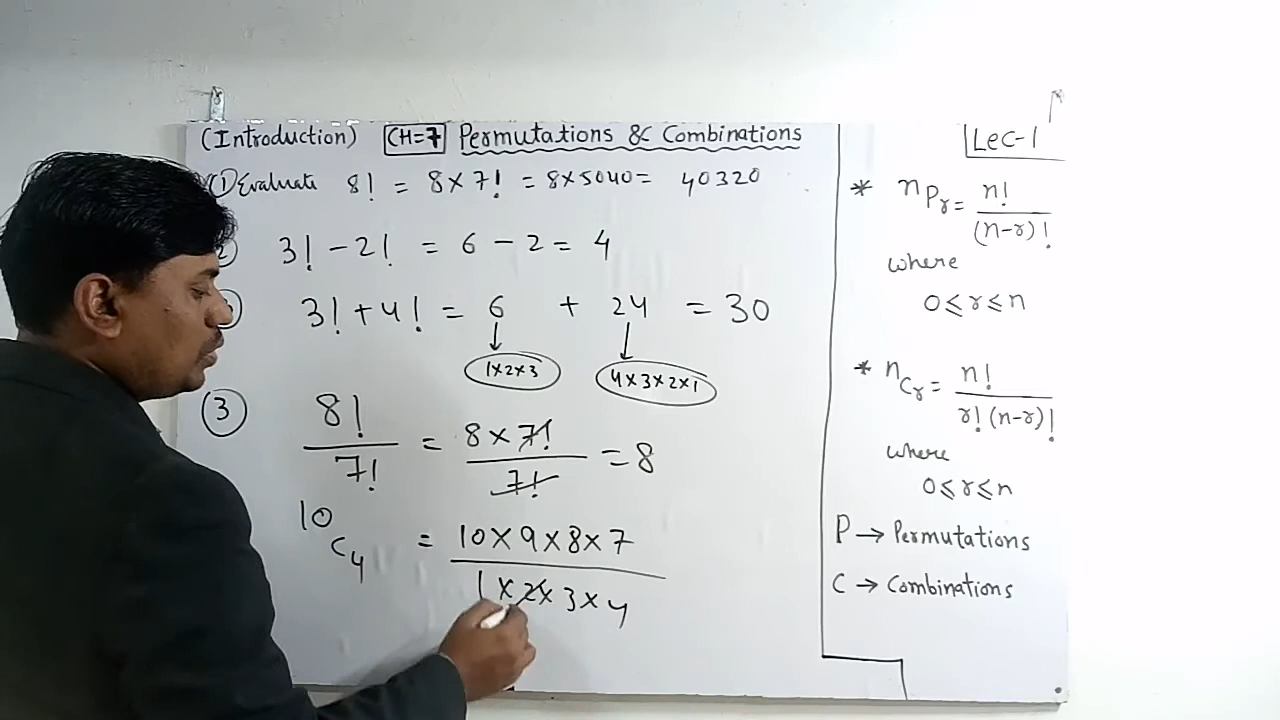 (Introduction) CH=7 Permutations & Combinations
① Evaluate 8! = 8×7! = 8×5040= 40320
3! - 2! = 6 - 2 = 4
3! + 4! = 6 + 24 = 30
1×2×3 4×3×2×1
③ 8!/7! = 8×7!/7! = 8
10C4 = 10×9×8×7/1×2×3×4
Lec-1
* nPr = n!/(n-r)!
where
0≤r≤n
* nCr = n!/r!(n-r)!
where
0≤r≤n
P → Permutations
C → Combinations